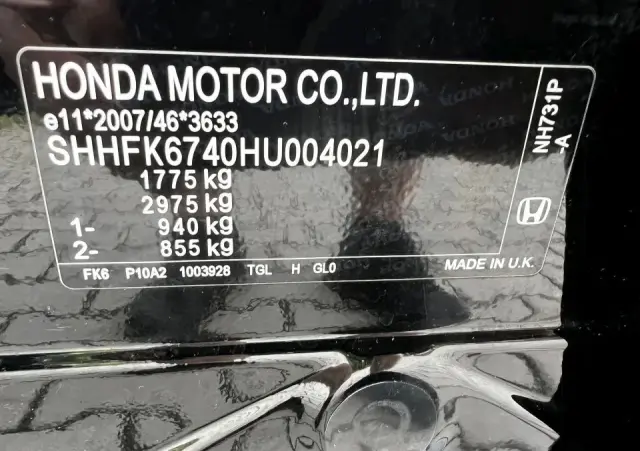 HONDA MOTOR CO.,LTD.
e11*2007/46*3633
SHHFK6740HU004021
1775 kg
2975 kg
1- 940 kg
2- 855 kg
FK6 P10A2 1003928 TGL H GL0
MADE IN U.K.
NH731P
-A